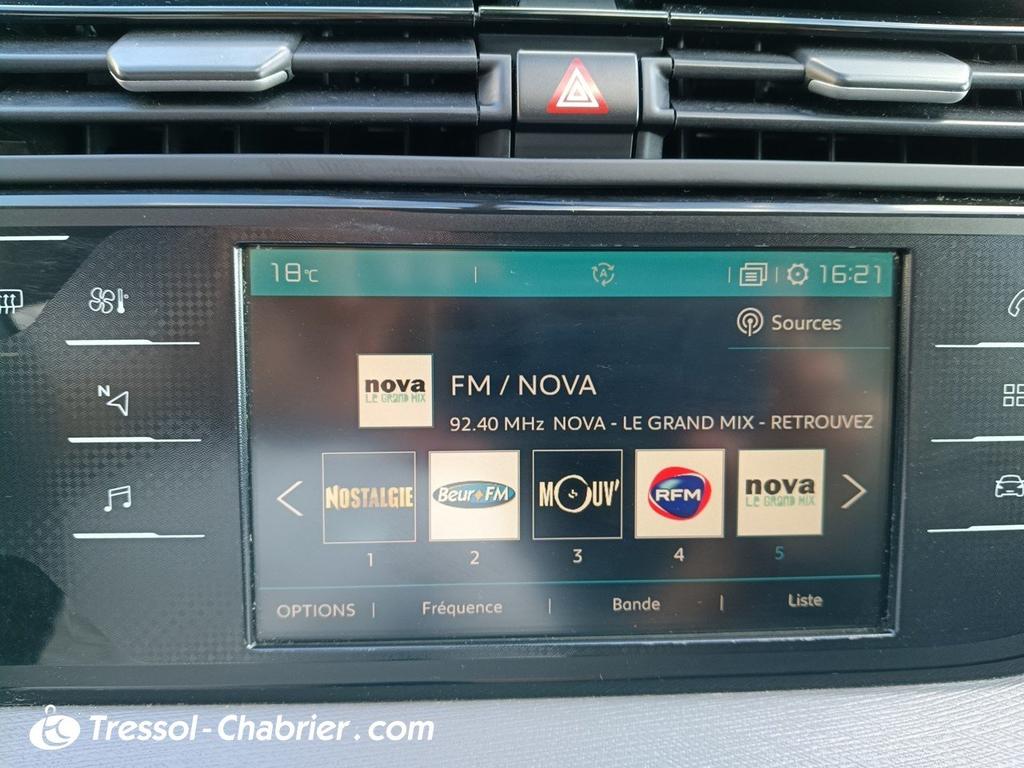 18°C A 16:21
Sources
nova
LE GRAND MIX
FM / NOVA
92.40 MHz NOVA - LE GRAND MIX - RETROUVEZ
N
NOSTALGIE Beur FM MOUV' RFM nova
LE GRAND MIX
1 2 3 4 5
OPTIONS | Fréquence | Bande | Liste
Tressol-Chabrier.com